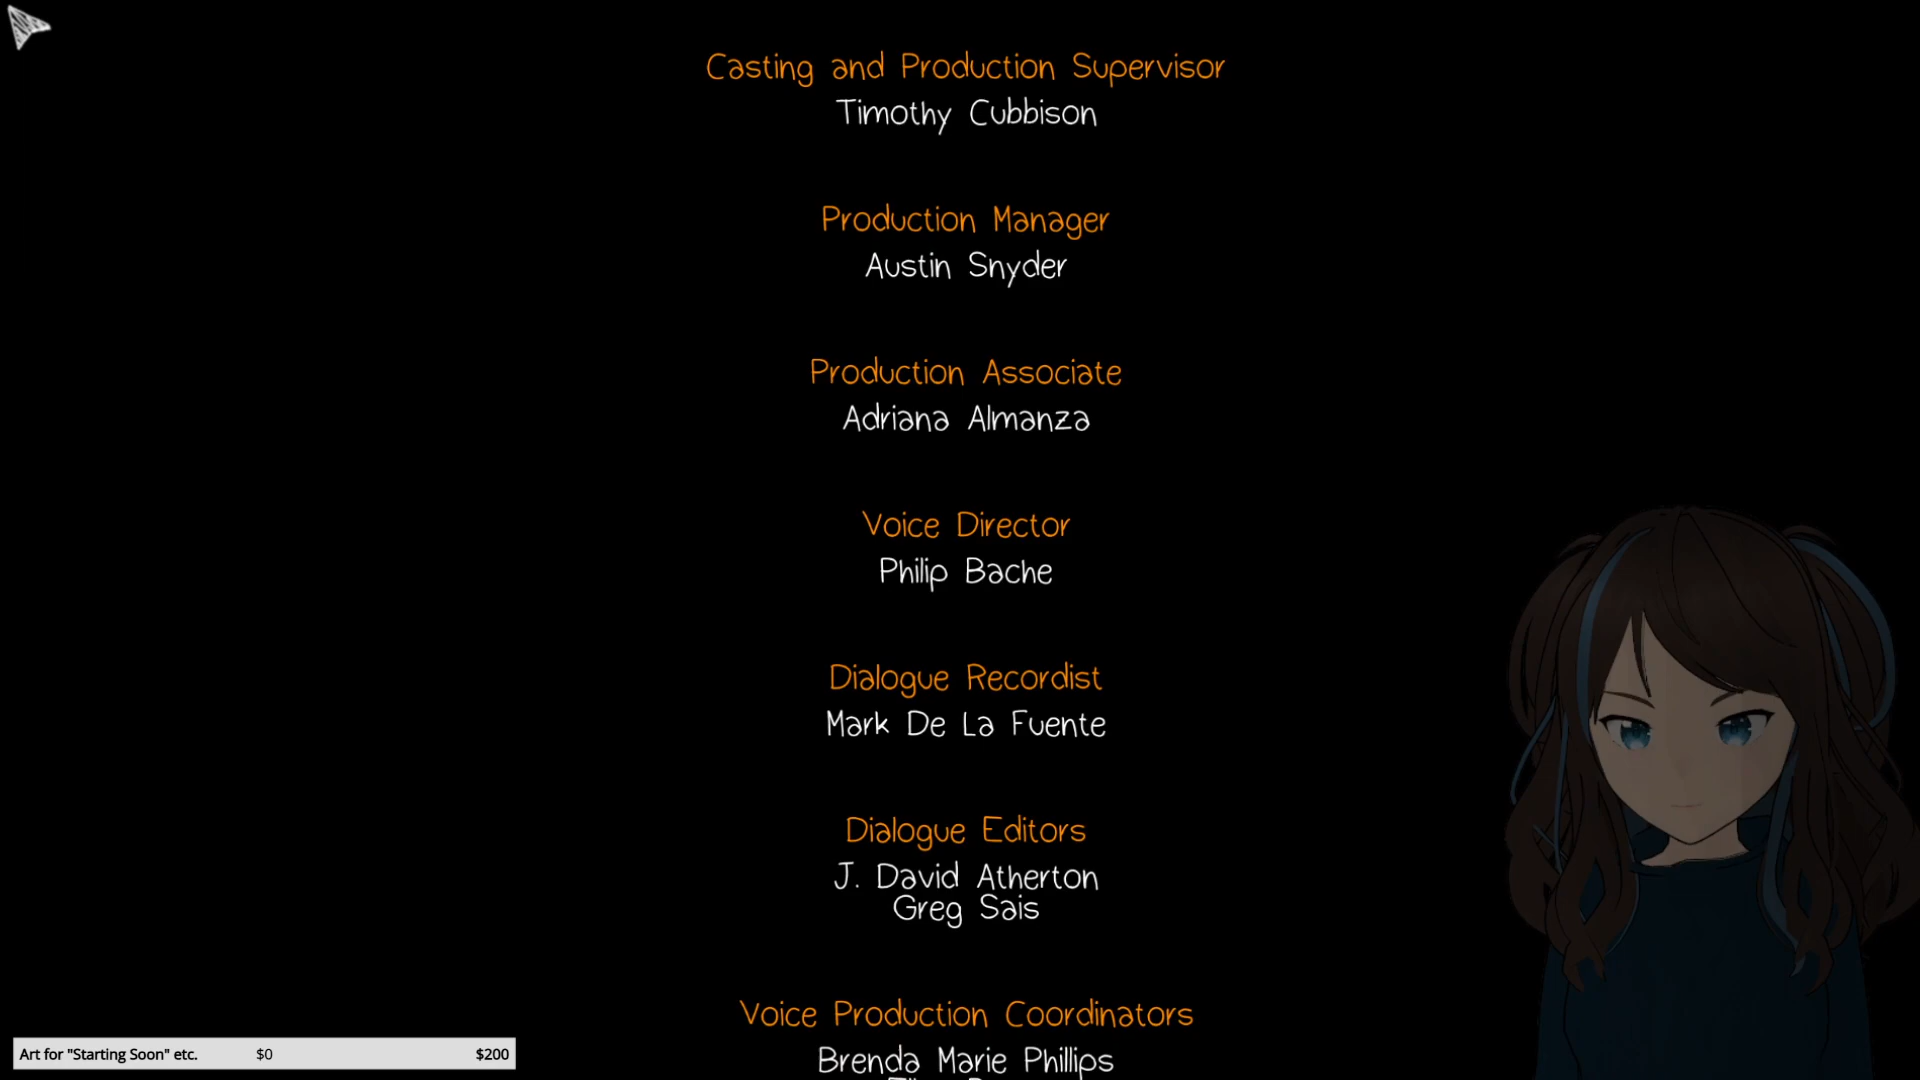 Casting and Production Supervisor
Timothy Cubbison
Production Manager
Austin Snyder
Production Associate
Adriana Almanza
Voice Director
Philip Bache
Dialogue Recordist
Mark De La Fuente
Dialogue Editors
J. David Atherton
Greg Sais
Voice Production Coordinators
Brenda Marie Phillips
Art for "Starting Soon" etc. $0 $200